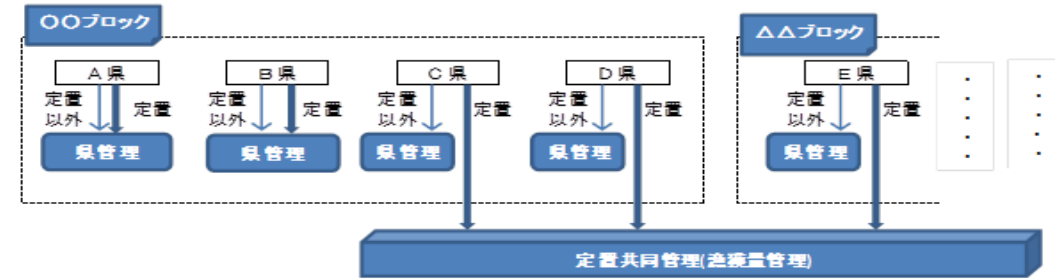 〇〇ブロック
△△ブロック
A県
B県
C県
D県
E県
定置以外
定置
定置以外
定置
定置以外
定置
定置以外
定置
定置以外
定置
県管理
県管理
県管理
県管理
県管理
定置共同管理(漁獲量管理)